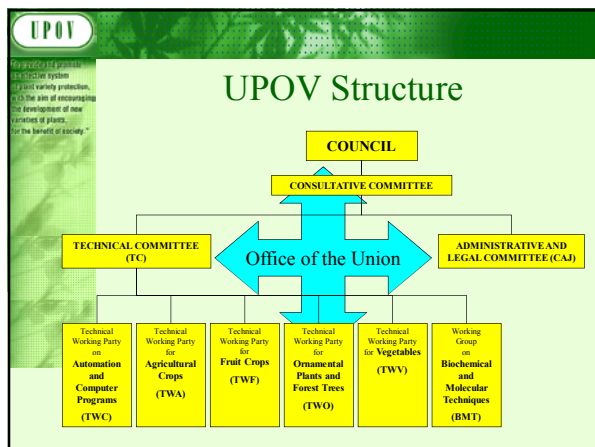 UPOV
"To provide and promote
an effective system
of plant variety protection,
with the aim of encouraging
the development of new
varieties of plants,
for the benefit of society."
UPOV Structure
COUNCIL
CONSULTATIVE COMMITTEE
TECHNICAL COMMITTEE
(TC)
Office of the Union
ADMINISTRATIVE AND
LEGAL COMMITTEE (CAJ)
Technical
Working Party
on
Automation
and
Computer
Programs
(TWC)
Technical
Working Party
for
Agricultural
Crops
(TWA)
Technical
Working Party
for
Fruit Crops
(TWF)
Technical
Working Party
for
Ornamental
Plants and
Forest Trees
(TWO)
Technical
Working Party
for Vegetables
(TWV)
Working
Group
on
Biochemical
and
Molecular
Techniques
(BMT)